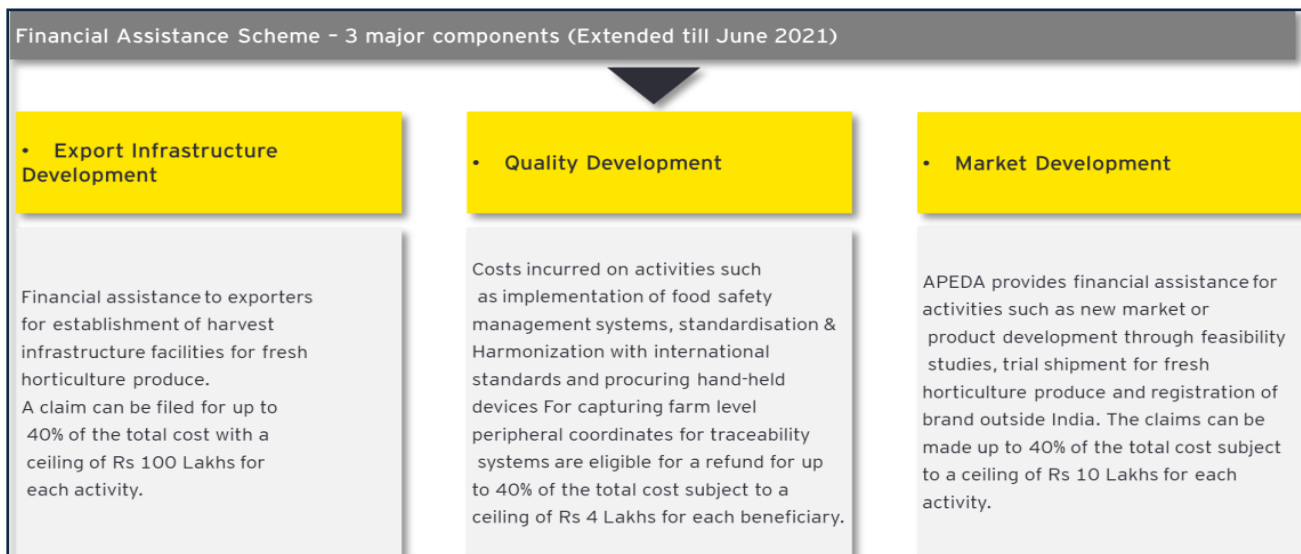 Financial Assistance Scheme – 3 major components (Extended till June 2021)
• Export Infrastructure
Development
Financial assistance to exporters
for establishment of harvest
infrastructure facilities for fresh
horticulture produce.
A claim can be filed for up to
40% of the total cost with a
ceiling of Rs 100 Lakhs for
each activity.
• Quality Development
Costs incurred on activities such
as implementation of food safety
management systems, standardisation &
Harmonization with international
standards and procuring hand-held
devices For capturing farm level
peripheral coordinates for traceability
systems are eligible for a refund for up
to 40% of the total cost subject to a
ceiling of Rs 4 Lakhs for each beneficiary.
• Market Development
APEDA provides financial assistance for
activities such as new market or
product development through feasibility
studies, trial shipment for fresh
horticulture produce and registration of
brand outside India. The claims can be
made up to 40% of the total cost subject
to a ceiling of Rs 10 Lakhs for each
activity.